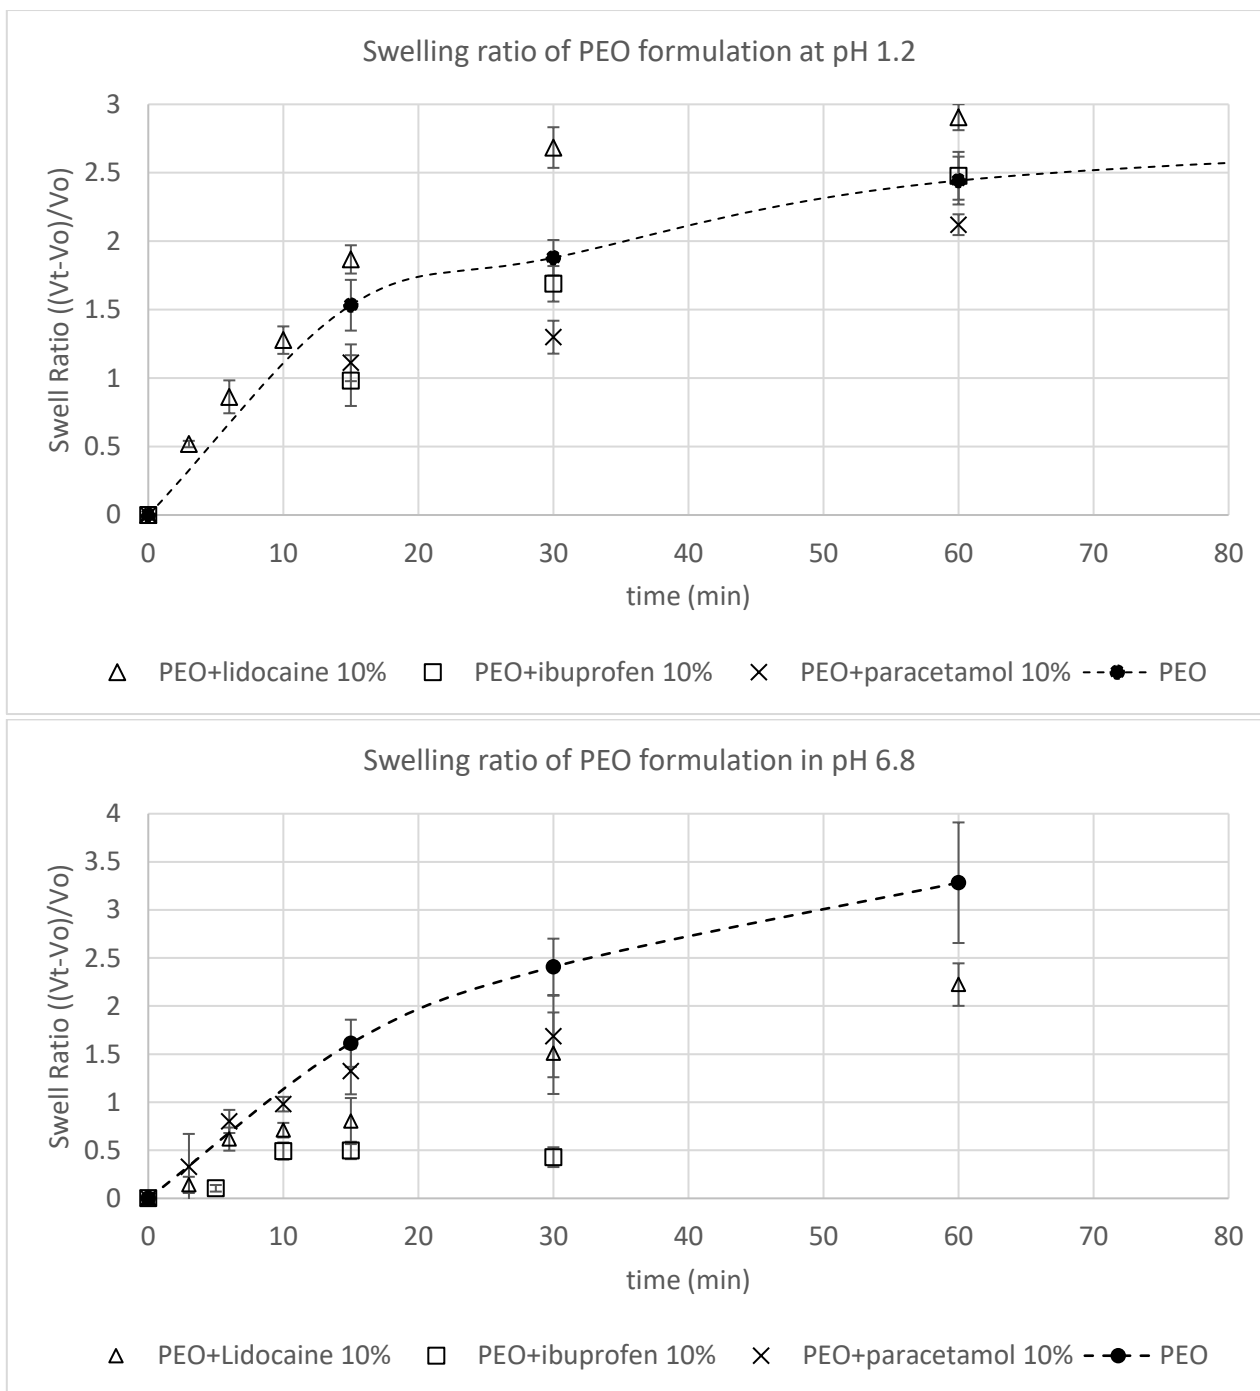 Swelling ratio of PEO formulation at pH 1.2
3
2.5
2
1.5
1
0.5
0
Swell Ratio ((Vt-Vo)/Vo)
0 10 20 30 40 50 60 70 80
time (min)
PEO+lidocaine 10% PEO+ibuprofen 10% PEO+paracetamol 10% PEO
Swelling ratio of PEO formulation in pH 6.8
4
3.5
3
2.5
2
1.5
1
0.5
0
Swell Ratio ((Vt-Vo)/Vo)
0 10 20 30 40 50 60 70 80
time (min)
PEO+Lidocaine 10% PEO+ibuprofen 10% PEO+paracetamol 10% PEO